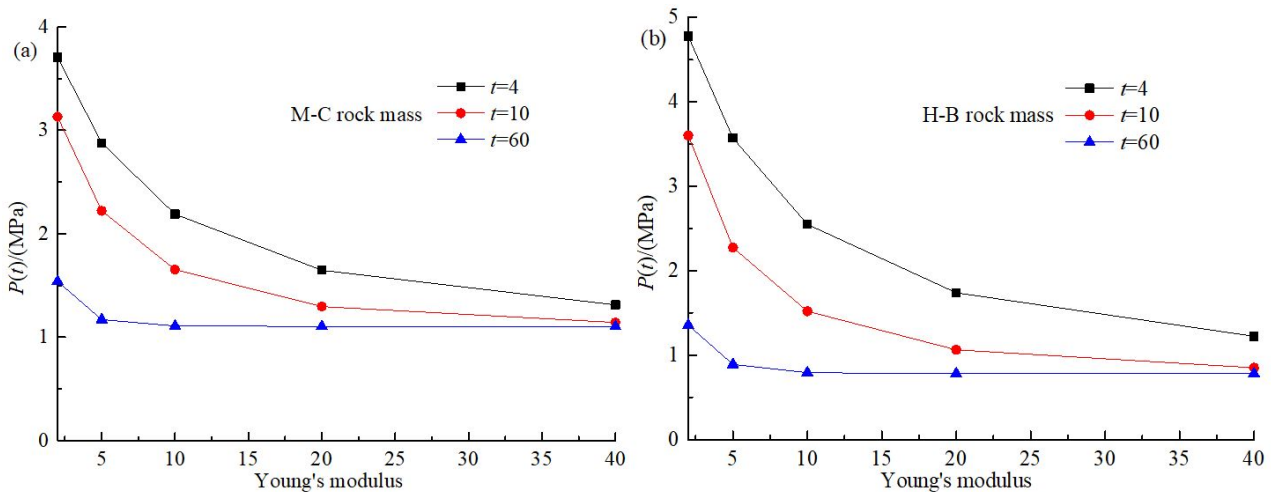 (a)
4
3
2
1
0
P(t)/(MPa)
M-C rock mass
t=4
t=10
t=60
5 10 15 20 25 30 35 40
Young's modulus
(b)
5
4
3
2
1
0
P(t)/(MPa)
H-B rock mass
t=4
t=10
t=60
5 10 15 20 25 30 35 40
Young's modulus